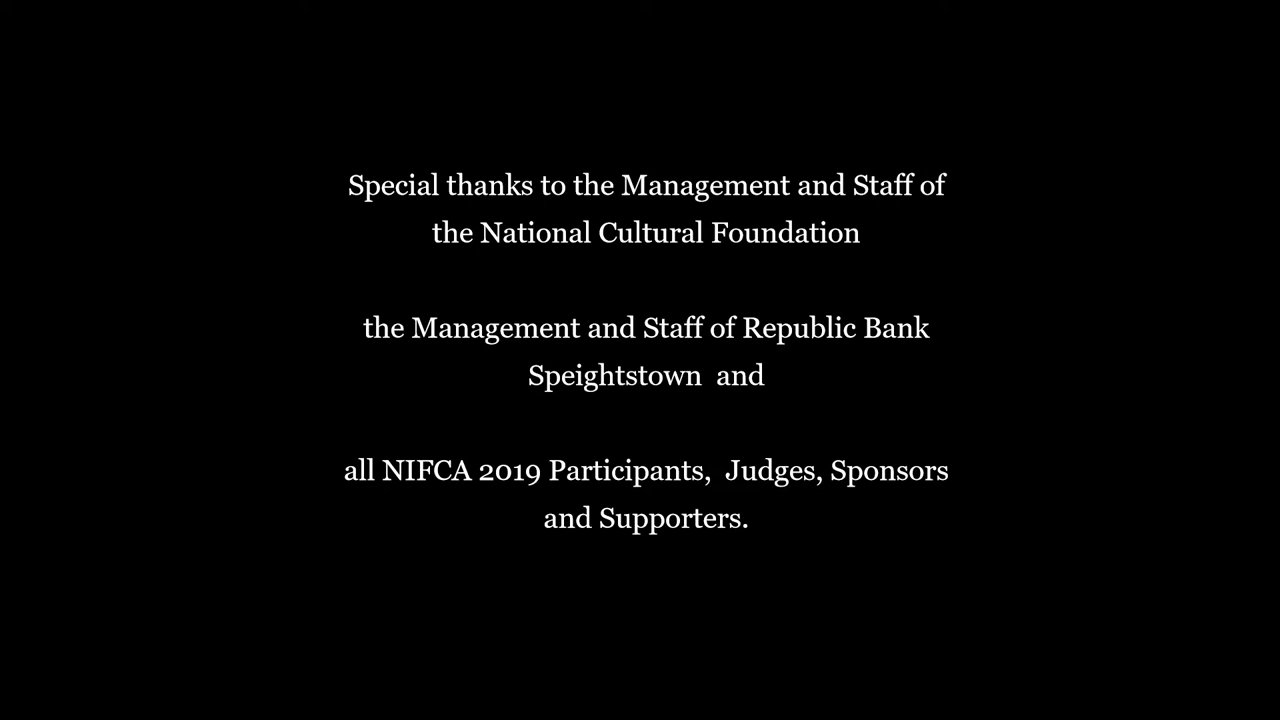 Special thanks to the Management and Staff of
the National Cultural Foundation
the Management and Staff of Republic Bank
Speightstown  and
all NIFCA 2019 Participants,  Judges, Sponsors
and Supporters.